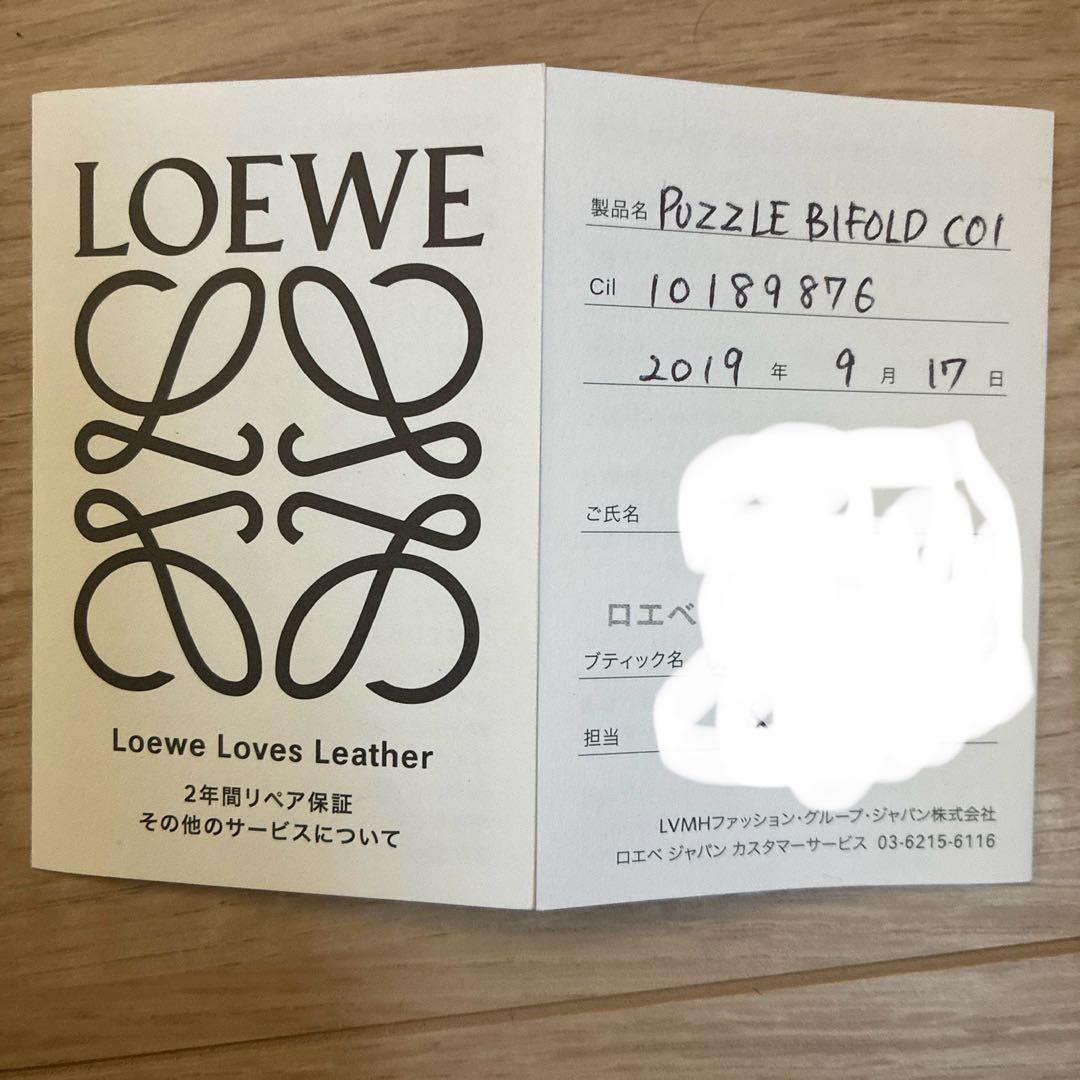 LOEWE
Loewe Loves Leather
2年間リペア保証
その他のサービスについて
製品名 PUZZLE BIFOLD COI
Cil 10189876
2019 年 9 月 17 日
ご氏名
ロエベ
ブティック名
担当
LVMHファッション・グループ・ジャパン株式会社
ロエベ ジャパン カスタマーサービス 03-6215-6116